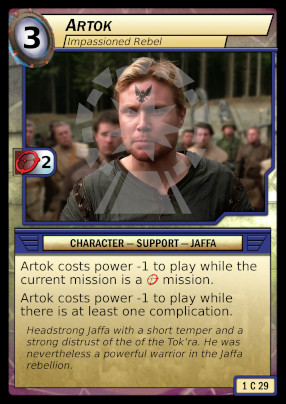 3
Artok
Impassioned Rebel
2
CHARACTER – SUPPORT – JAFFA
Artok costs power -1 to play while the
current mission is a mission.
Artok costs power -1 to play while
there is at least one complication.
Headstrong Jaffa with a short temper and a
strong distrust of the of the Tok'ra. He was
nevertheless a powerful warrior in the Jaffa
rebellion.
1 C 29